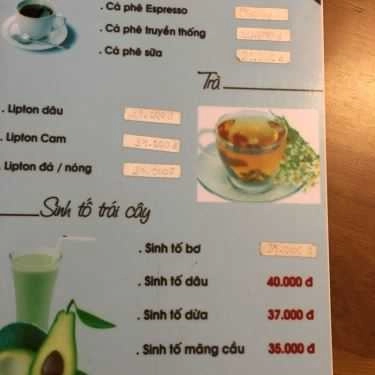 . Cà phê Espresso
. Cà phê truyền thống
. Cà phê sữa
Trà
. Lipton dâu
. Lipton Cam
. Lipton đá / nóng
Sinh tố trái cây
. Sinh tố bơ
. Sinh tố dâu 40.000 đ
. Sinh tố dừa 37.000 đ
. Sinh tố mãng cầu 35.000 đ